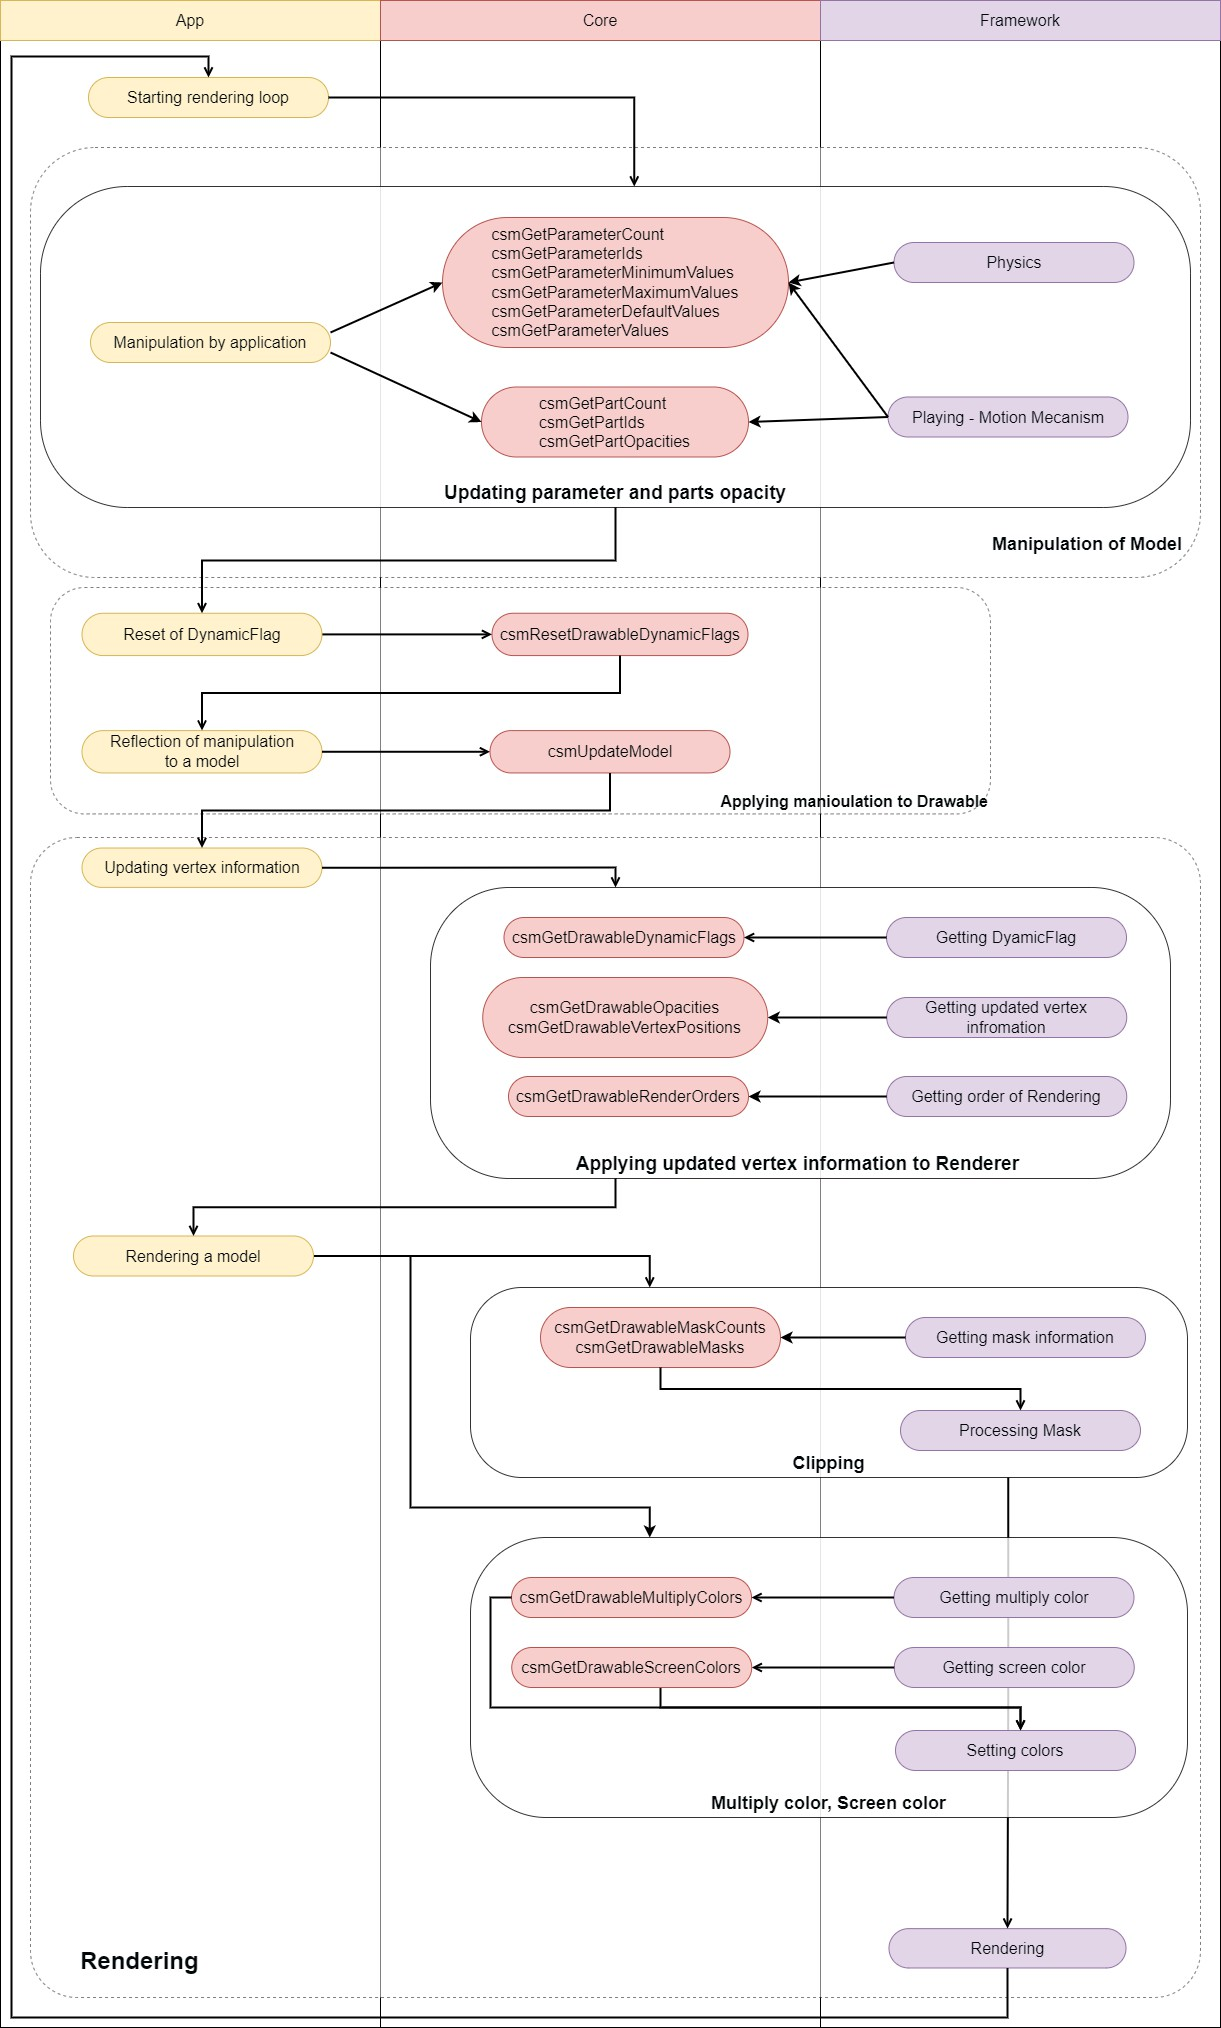 App
Core
Framework
Starting rendering loop
csmGetParameterCount
csmGetParameterIds
csmGetParameterMinimumValues
csmGetParameterMaximumValues
csmGetParameterDefaultValues
csmGetParameterValues
Physics
Manipulation by application
csmGetPartCount
csmGetPartIds
csmGetPartOpacities
Playing - Motion Mecanism
Updating parameter and parts opacity
Manipulation of Model
Reset of DynamicFlag
csmResetDrawableDynamicFlags
Reflection of manipulation
to a model
csmUpdateModel
Applying manioulation to Drawable
Updating vertex information
csmGetDrawableDynamicFlags
Getting DyamicFlag
csmGetDrawableOpacities
csmGetDrawableVertexPositions
Getting updated vertex
infromation
csmGetDrawableRenderOrders
Getting order of Rendering
Applying updated vertex information to Renderer
Rendering a model
csmGetDrawableMaskCounts
csmGetDrawableMasks
Getting mask information
Processing Mask
Clipping
csmGetDrawableMultiplyColors
Getting multiply color
csmGetDrawableScreenColors
Getting screen color
Setting colors
Multiply color, Screen color
Rendering
Rendering